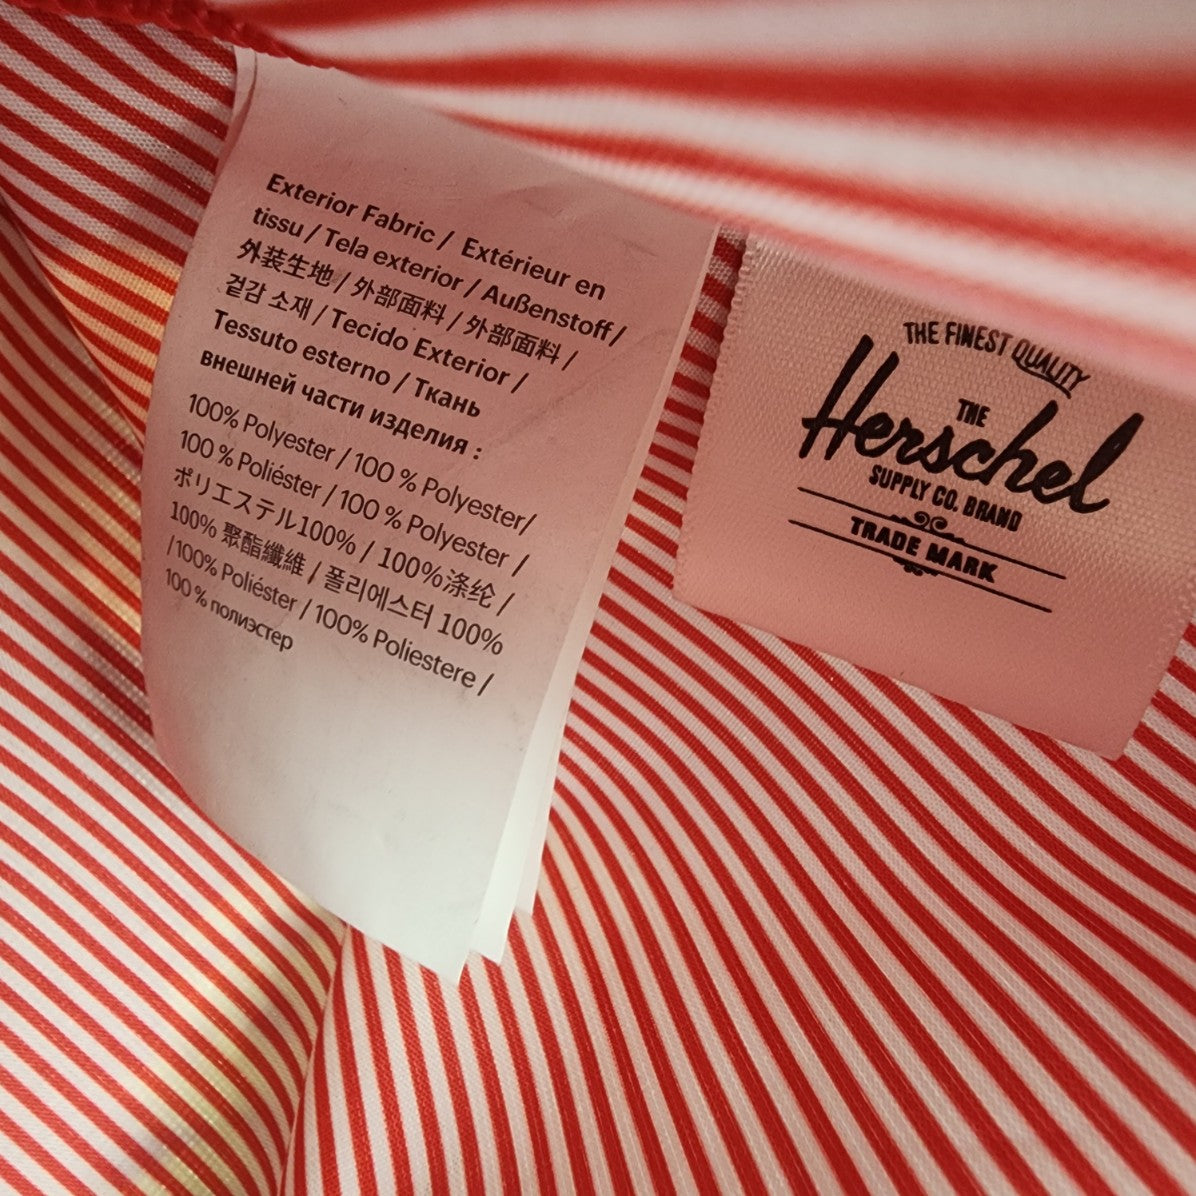 Exterior Fabric / Extérieur en
tissu / Tela exterior / Außenstoff /
外装生地 / 外部面料 / 外部面料 /
겉감 소재 / Tecido Exterior /
Tessuto esterno / Ткань
внешней части изделия :
100% Polyester / 100 % Polyester/
100 % Poliéster / 100 % Polyester /
ポリエステル100% / 100%涤纶 /
100% 聚酯纖維 / 폴리에스터 100%
/100% Poliéster / 100% Poliestere /
100 % полиэстер
THE FINEST QUALITY
THE
Herschel
SUPPLY CO. BRAND
TRADE MARK